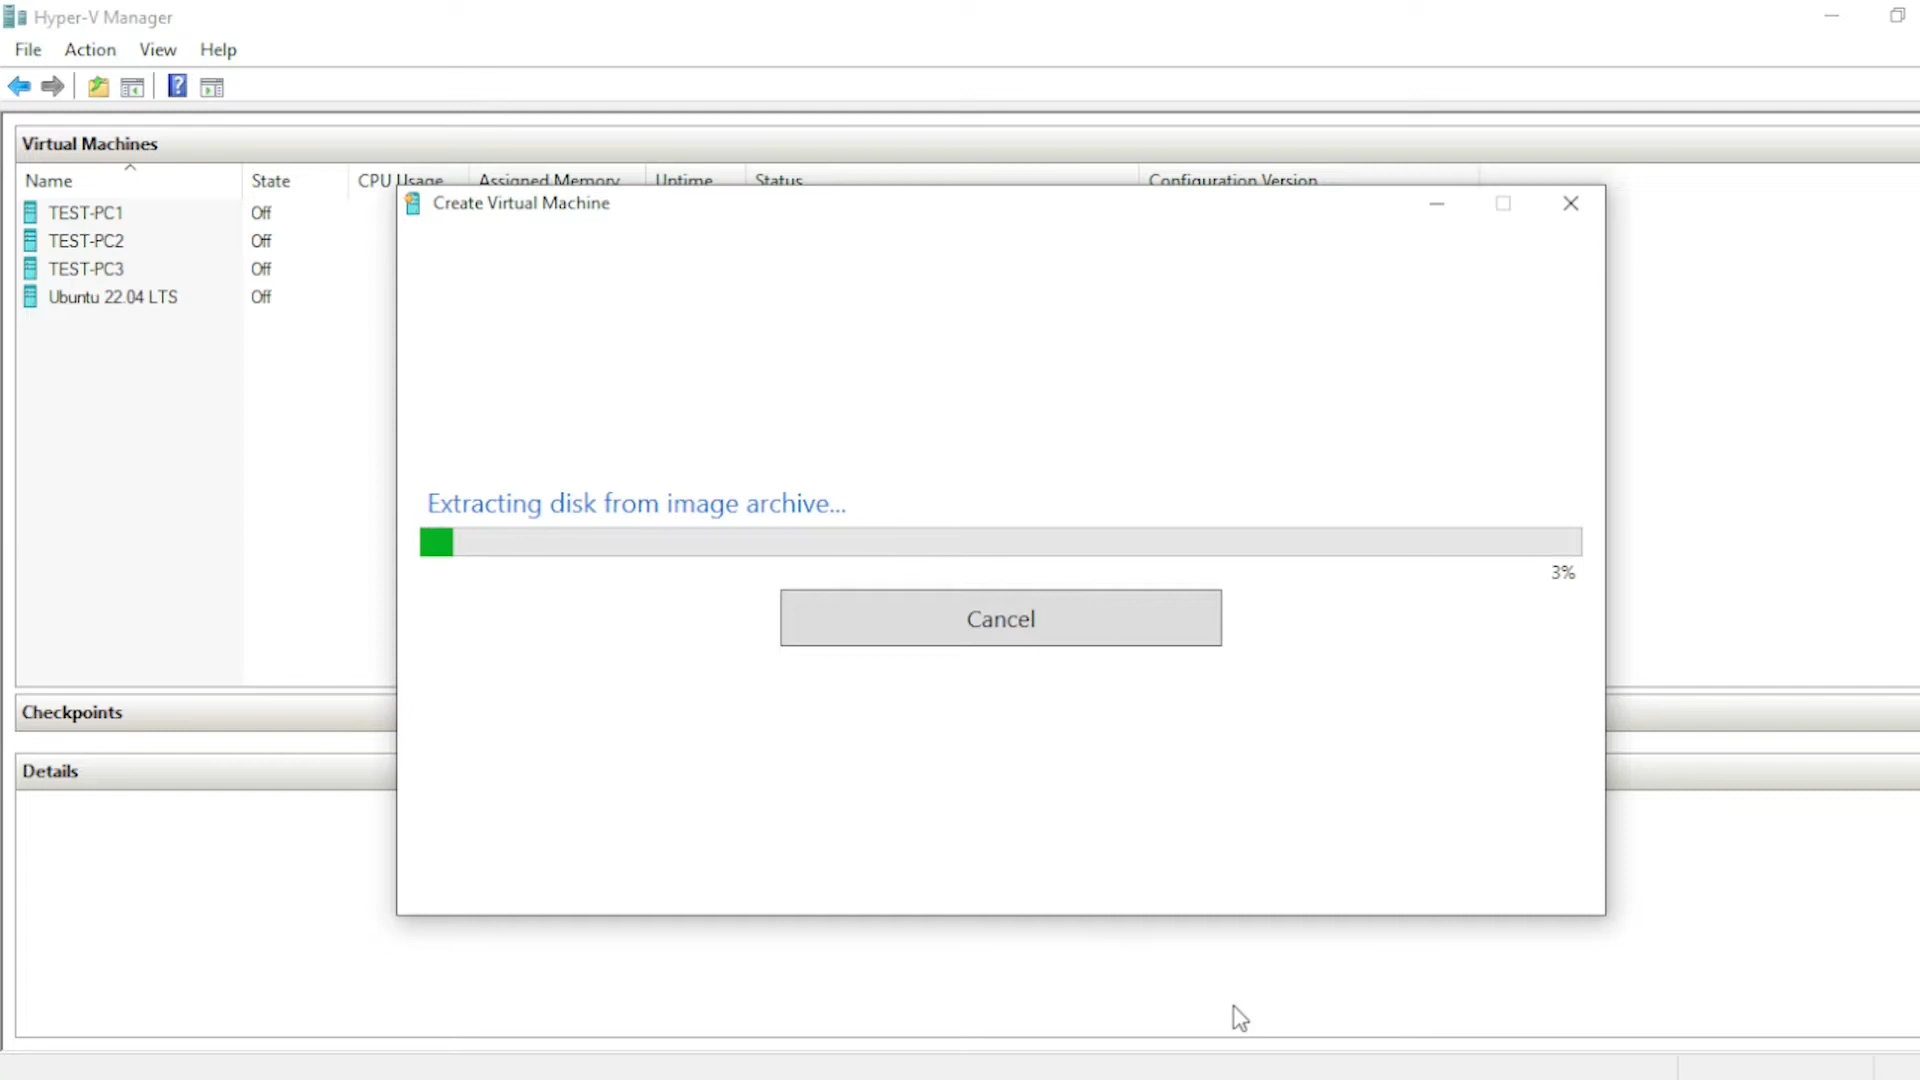 Hyper-V Manager
File Action View Help
Virtual Machines
Name State CPU Usage Assigned Memory Uptime Status Configuration Version
TEST-PC1 Off
TEST-PC2 Off
TEST-PC3 Off
Ubuntu 22.04 LTS Off
Create Virtual Machine
Extracting disk from image archive...
3%
Cancel
Checkpoints
Details